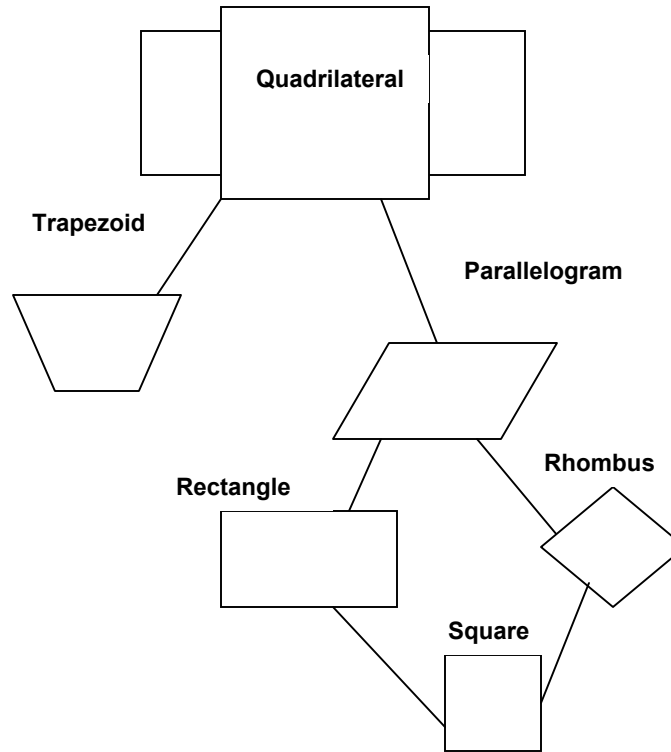 Quadrilateral
Trapezoid
Parallelogram
Rhombus
Rectangle
Square